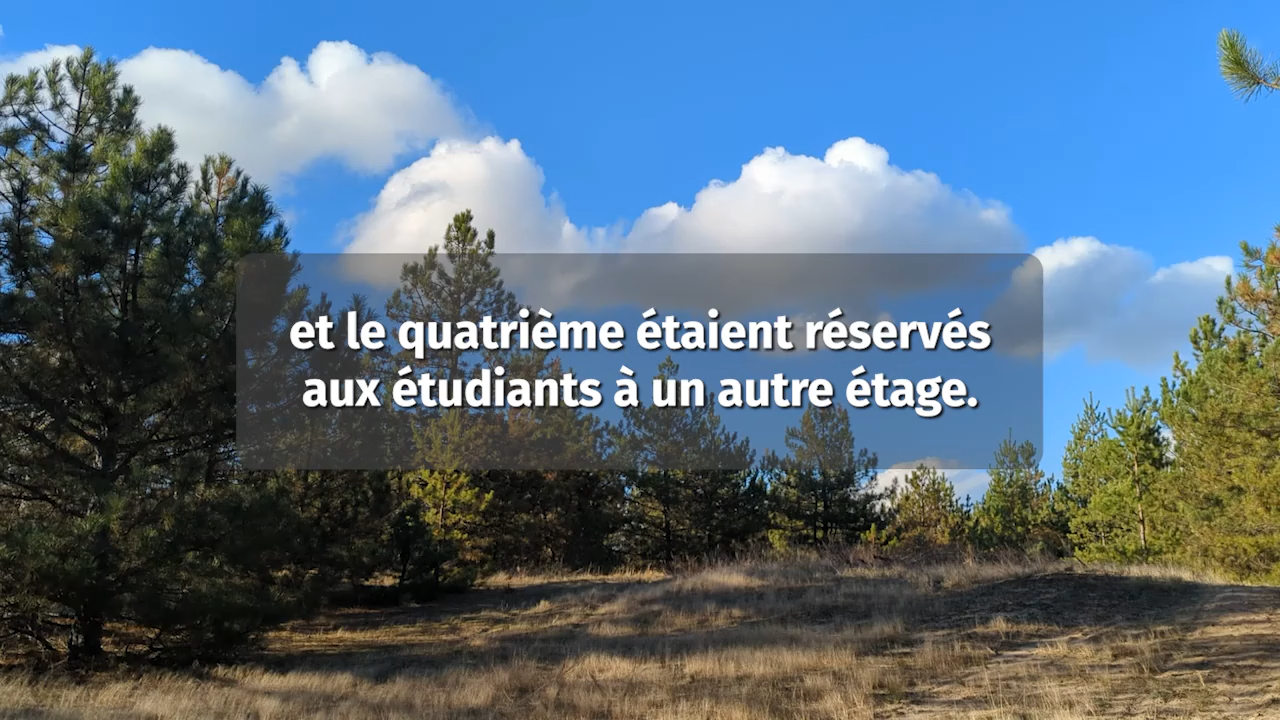 et le quatrième étaient réservés
aux étudiants à un autre étage.